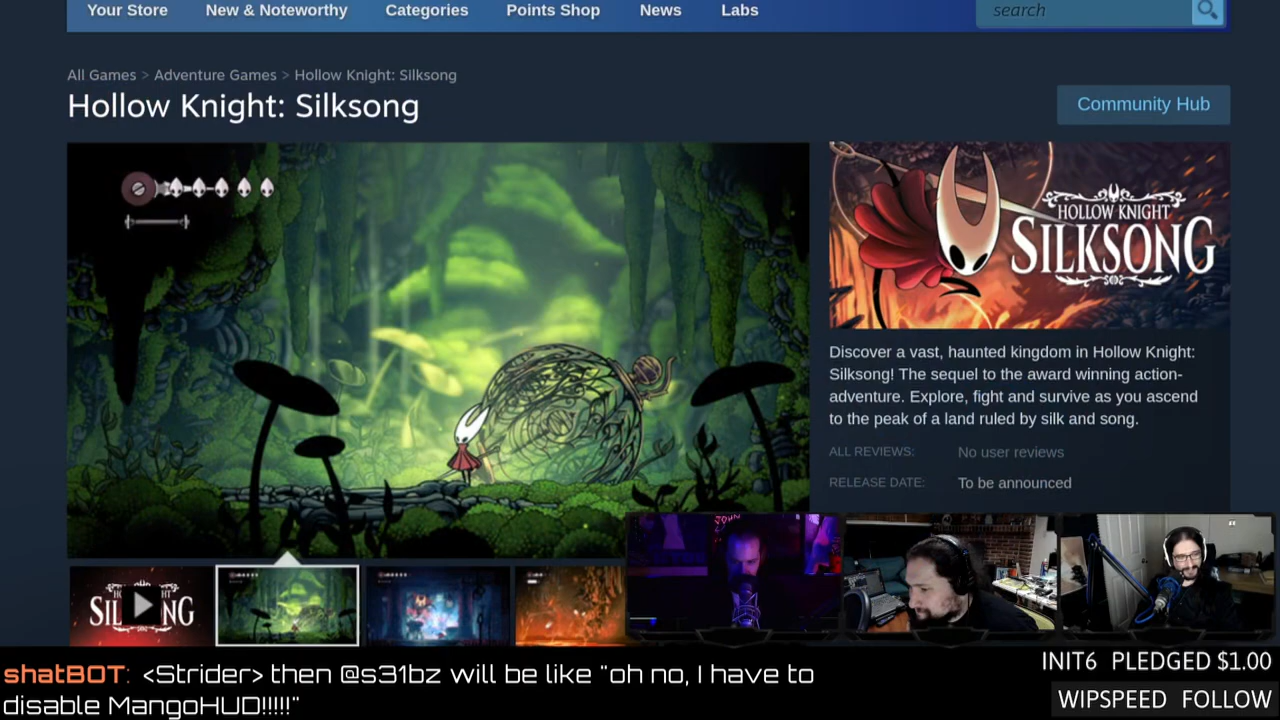 Your Store New & Noteworthy Categories Points Shop News Labs search
All Games > Adventure Games > Hollow Knight: Silksong
Hollow Knight: Silksong
Community Hub
HOLLOW KNIGHT
SILKSONG
Discover a vast, haunted kingdom in Hollow Knight:
Silksong! The sequel to the award winning action-
adventure. Explore, fight and survive as you ascend
to the peak of a land ruled by silk and song.
ALL REVIEWS: No user reviews
RELEASE DATE: To be announced
JOHN
shatBOT: <Strider> then @s31bz will be like "oh no, I have to
disable MangoHUD!!!!!"
INIT6 PLEDGED $1.00
WIPSPEED FOLLOW